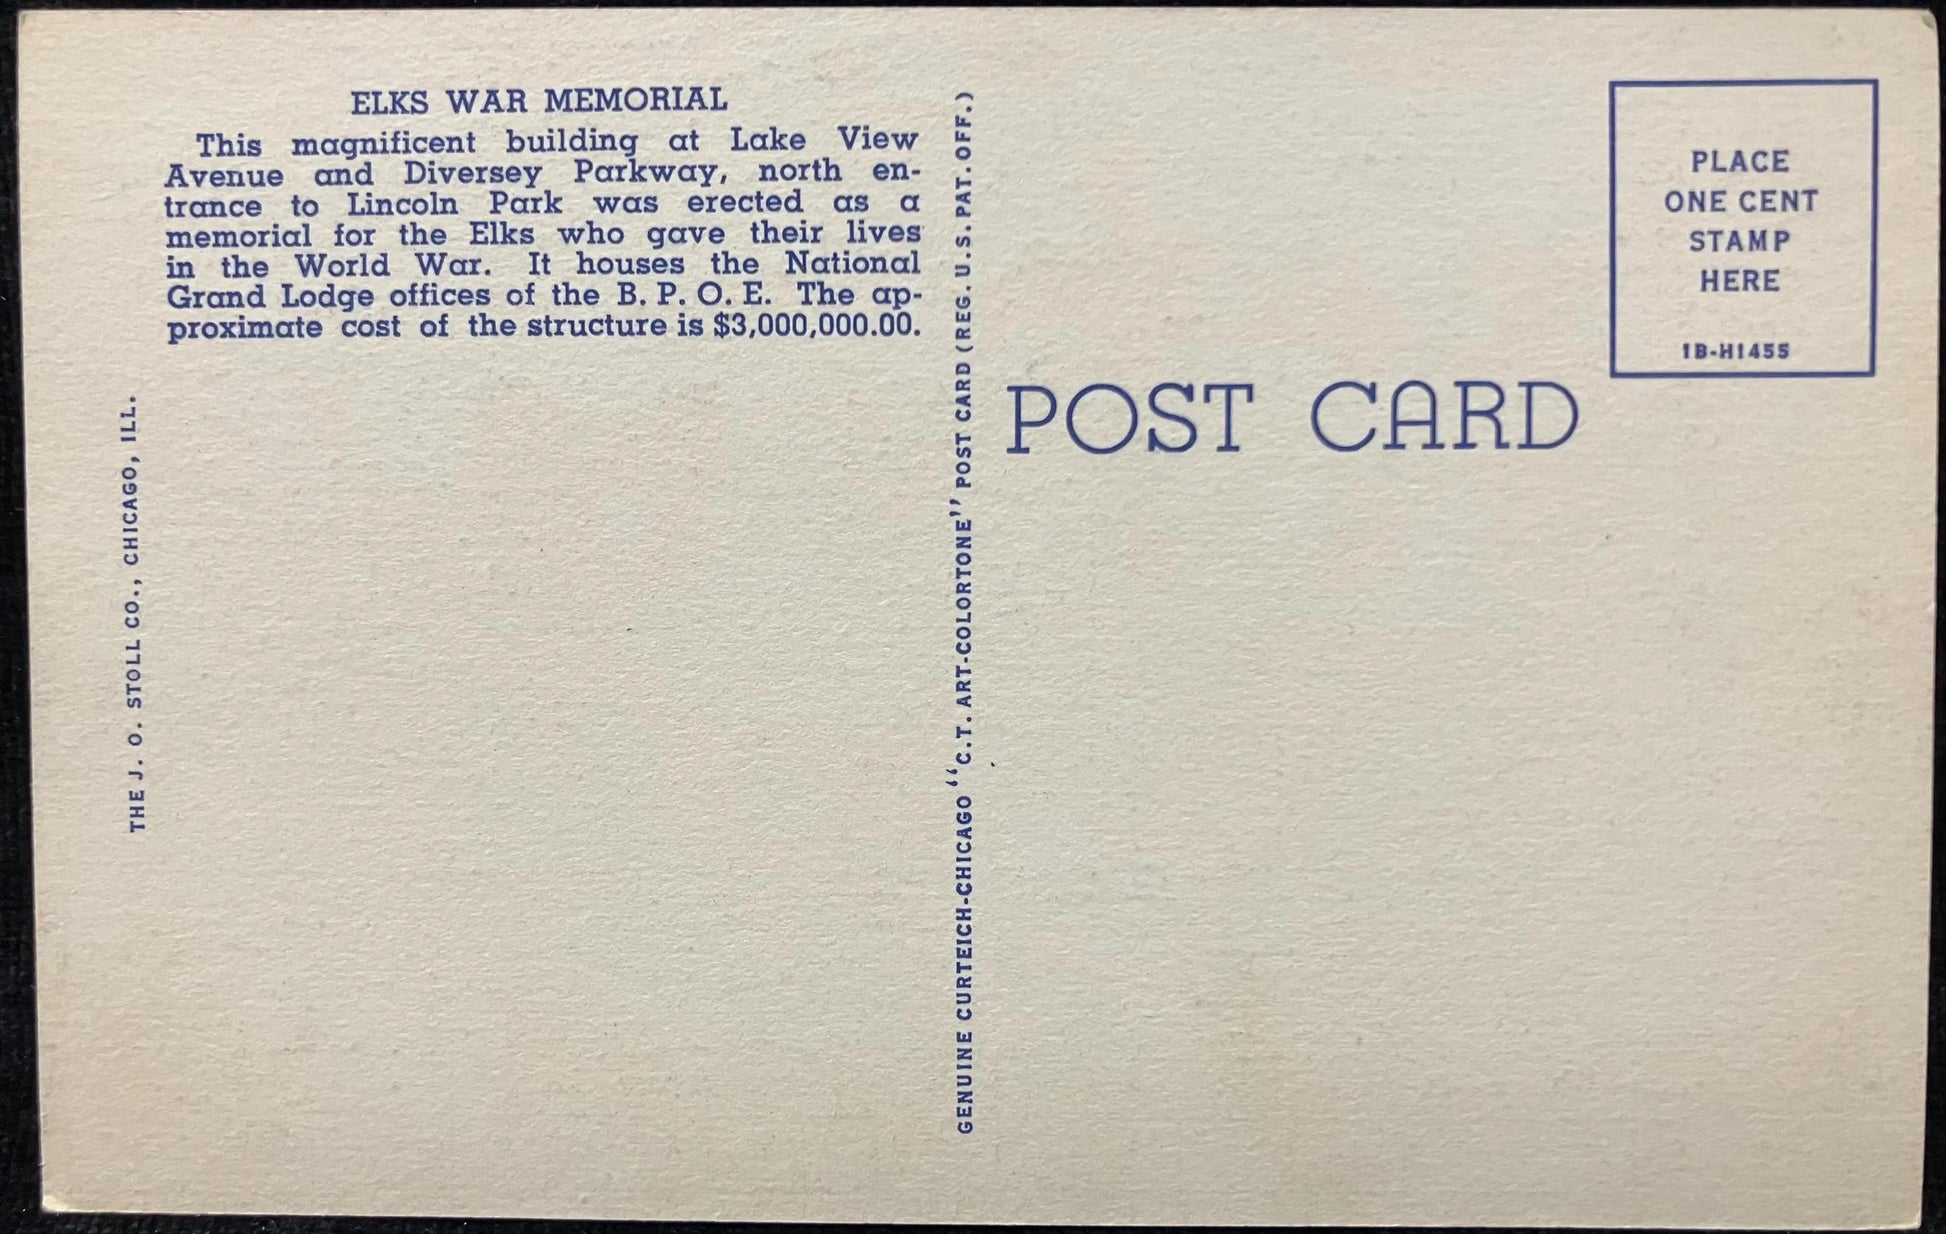 ELKS WAR MEMORIAL
This magnificent building at Lake View
Avenue and Diversey Parkway, north en-
trance to Lincoln Park was erected as a
memorial for the Elks who gave their lives
in the World War. It houses the National
Grand Lodge offices of the B. P. O. E. The ap-
proximate cost of the structure is $3,000,000.00.
THE J. O. STOLL CO., CHICAGO, ILL.
GENUINE CURTEICH-CHICAGO "C.T. ART-COLORTONE" POST CARD (REG. U.S. PAT. OFF.)
POST CARD
PLACE
ONE CENT
STAMP
HERE
1B-H1455